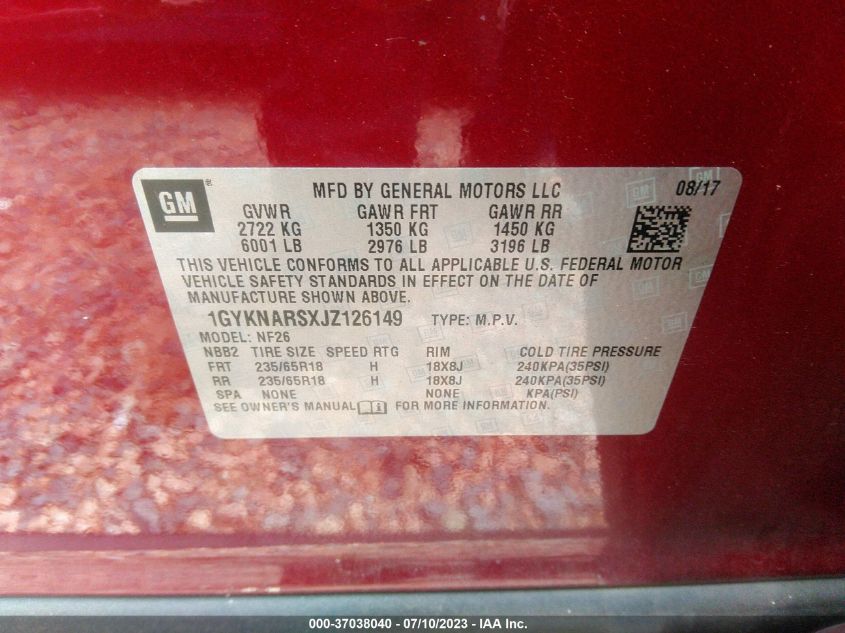 GM ®
MFD BY GENERAL MOTORS LLC 08/17
GVWR GAWR FRT GAWR RR
2722 KG 1350 KG 1450 KG
6001 LB 2976 LB 3196 LB
THIS VEHICLE CONFORMS TO ALL APPLICABLE U.S. FEDERAL MOTOR
VEHICLE SAFETY STANDARDS IN EFFECT ON THE DATE OF
MANUFACTURE SHOWN ABOVE.
1GYKNARSXJZ126149 TYPE: M.P.V.
MODEL: NF26
NBB2 TIRE SIZE SPEED RTG RIM COLD TIRE PRESSURE
FRT 235/65R18 H 18X8J 240KPA(35PSI)
RR 235/65R18 H 18X8J 240KPA(35PSI)
SPA NONE NONE KPA(PSI)
SEE OWNER'S MANUAL FOR MORE INFORMATION.
000-37038040 - 07/10/2023 - IAA Inc.